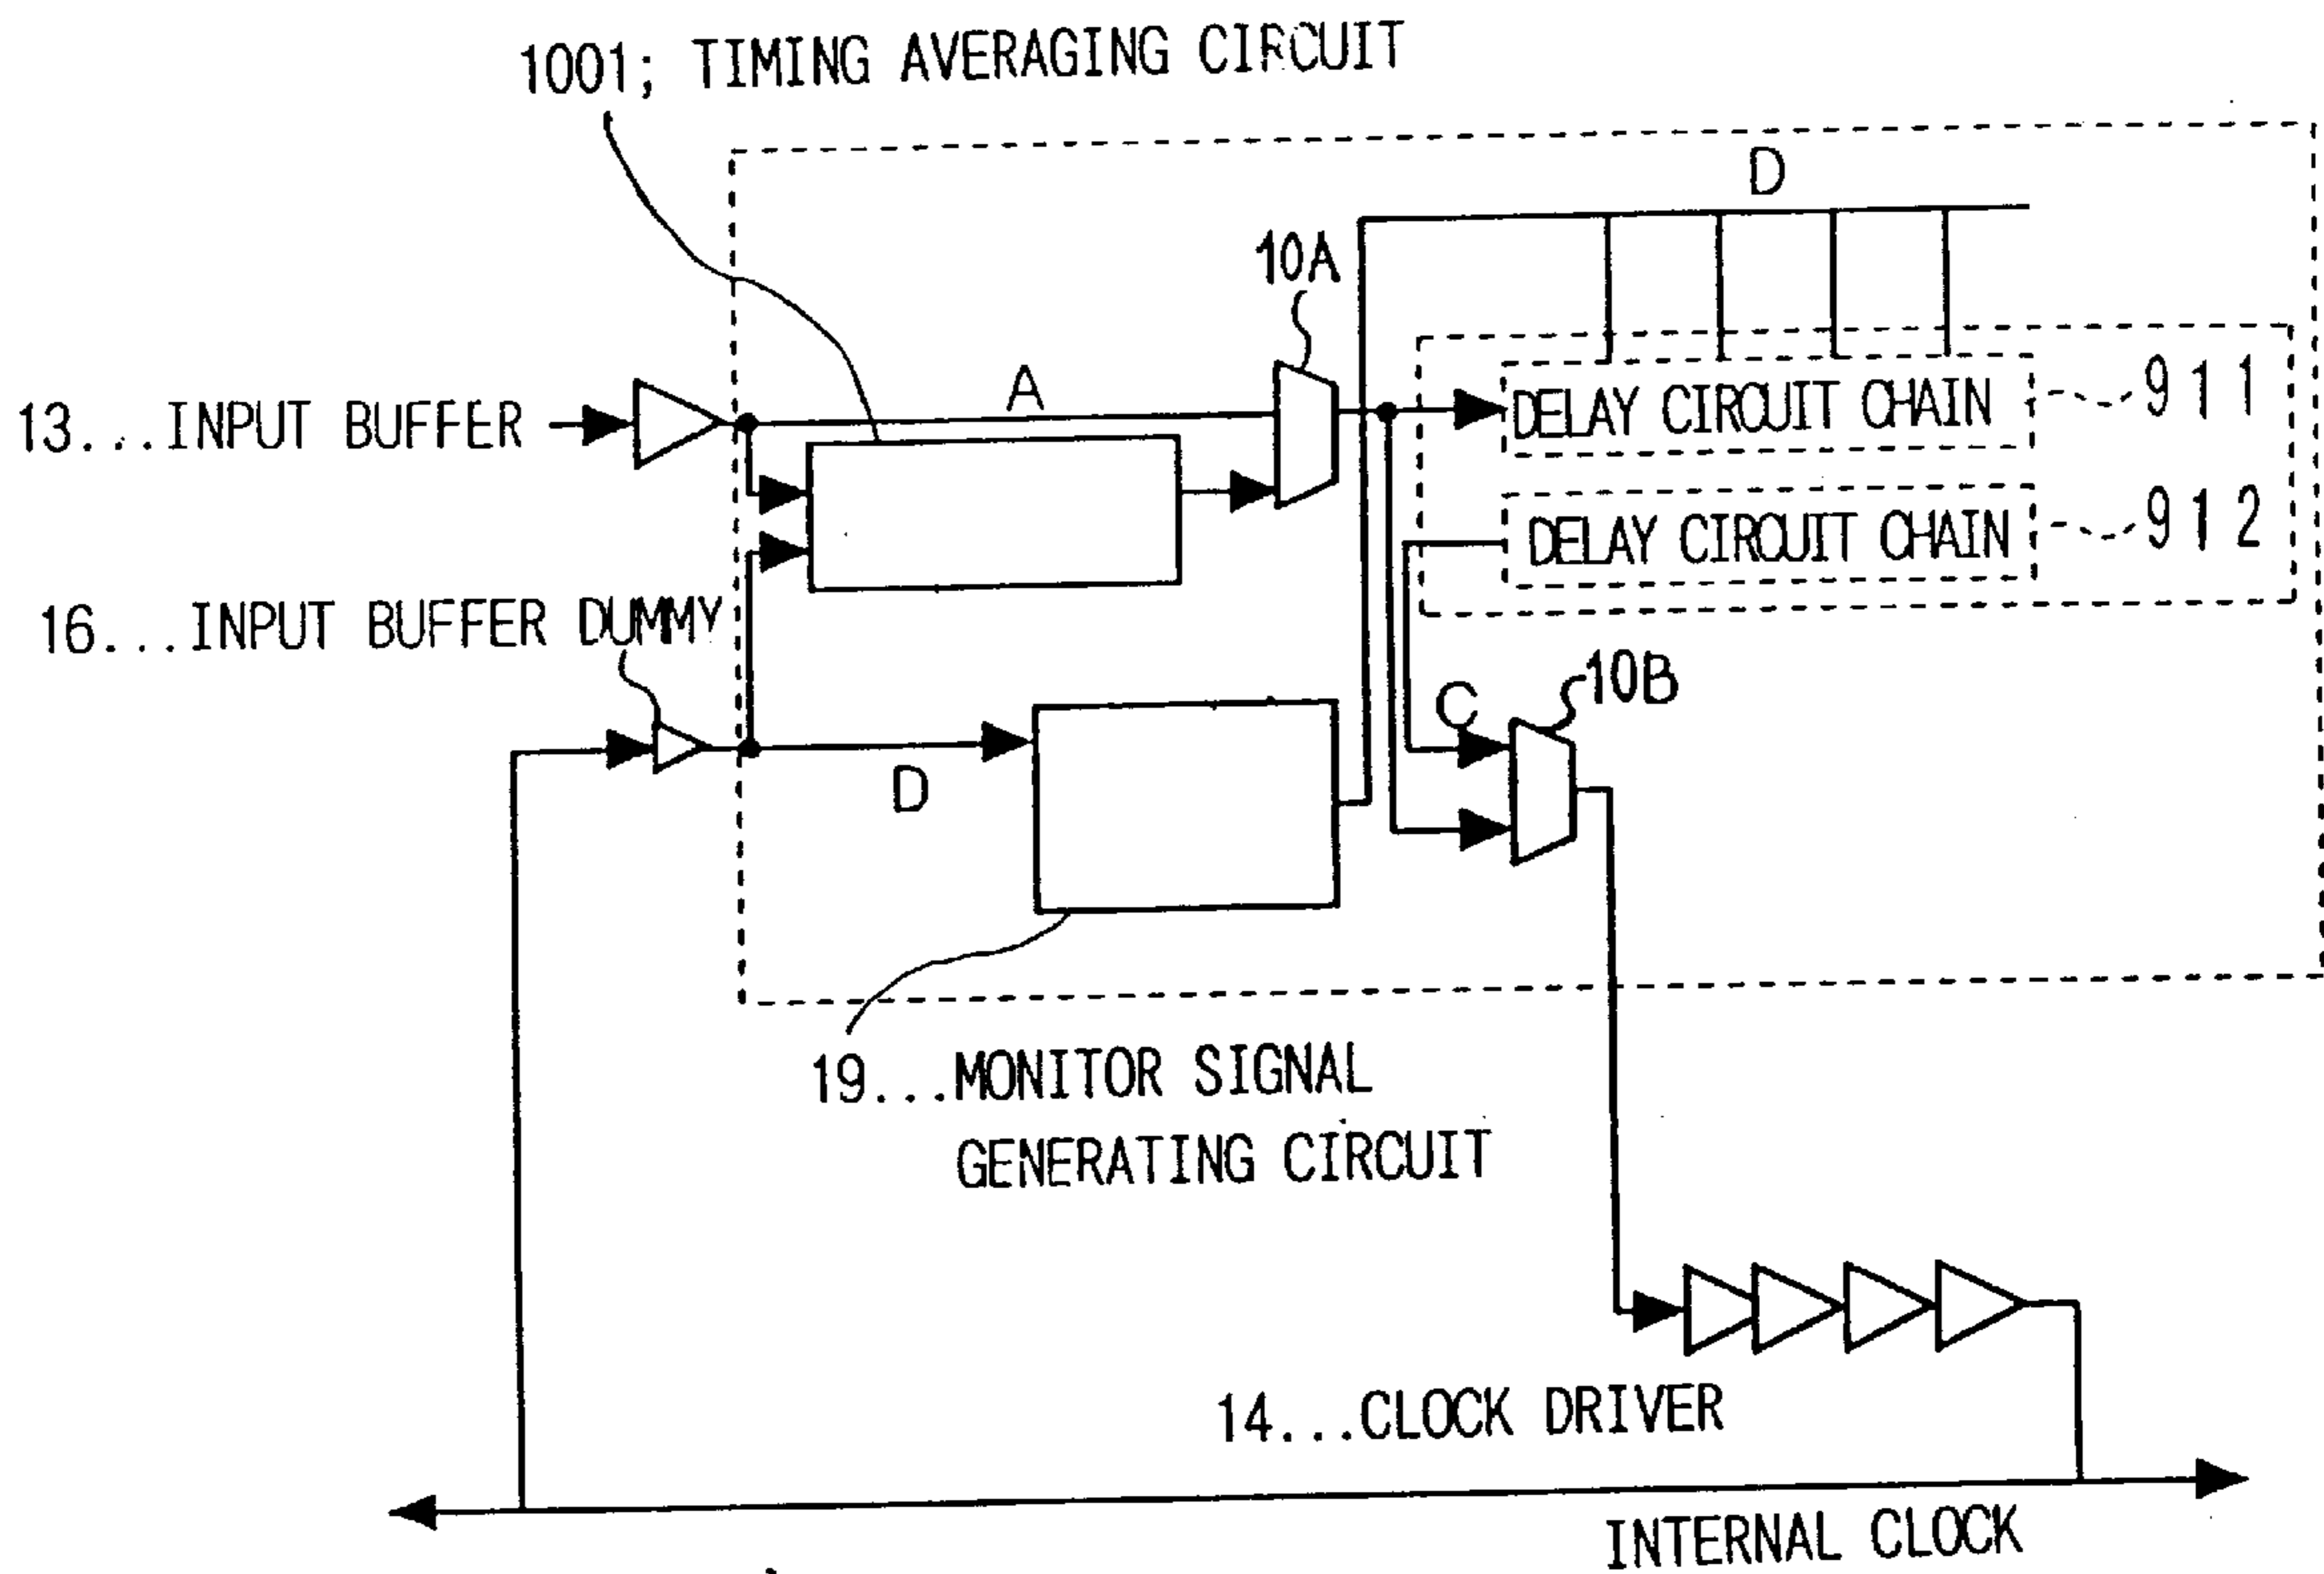 1001; TIMING AVERAGING CIRCUIT
D
10A
A
13...INPUT BUFFER
DELAY CIRCUIT CHAIN
911
DELAY CIRCUIT CHAIN
912
16...INPUT BUFFER DUMMY
C
10B
D
19...MONITOR SIGNAL
GENERATING CIRCUIT
14...CLOCK DRIVER
INTERNAL CLOCK